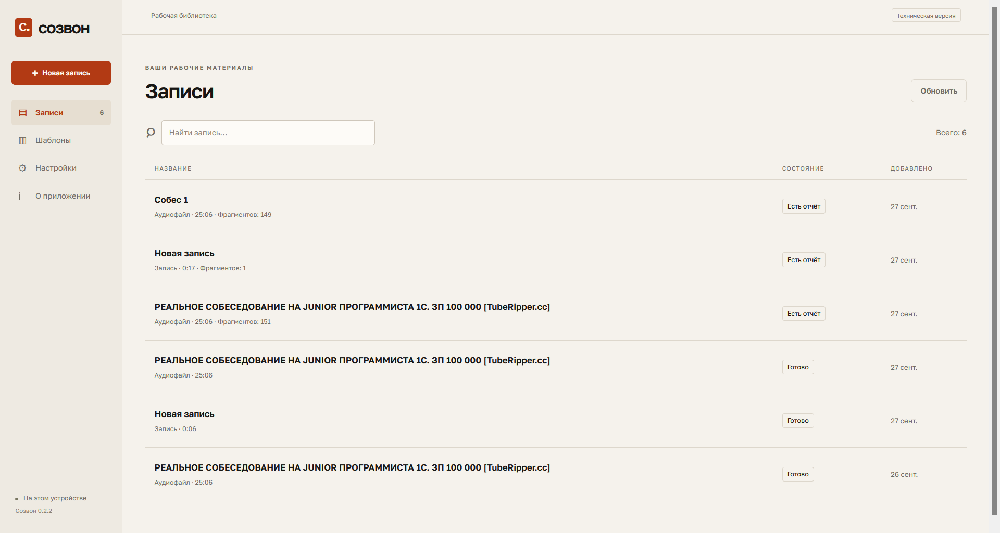 С. СОЗВОН
+ Новая запись
Записи 6
Шаблоны
Настройки
i О приложении
На этом устройстве
Созвон 0.2.2
Рабочая библиотека
Техническая версия
ВАШИ РАБОЧИЕ МАТЕРИАЛЫ
Записи
Обновить
Найти запись...
Всего: 6
НАЗВАНИЕ СОСТОЯНИЕ ДОБАВЛЕНО
Собес 1
Аудиофайл · 25:06 · Фрагментов: 149
Есть отчёт
27 сент.
Новая запись
Запись · 0:17 · Фрагментов: 1
Есть отчёт
27 сент.
РЕАЛЬНОЕ СОБЕСЕДОВАНИЕ НА JUNIOR ПРОГРАММИСТА 1С. ЗП 100 000 [TubeRipper.cc]
Аудиофайл · 25:06 · Фрагментов: 151
Есть отчёт
27 сент.
РЕАЛЬНОЕ СОБЕСЕДОВАНИЕ НА JUNIOR ПРОГРАММИСТА 1С. ЗП 100 000 [TubeRipper.cc]
Аудиофайл · 25:06
Готово
27 сент.
Новая запись
Запись · 0:06
Готово
27 сент.
РЕАЛЬНОЕ СОБЕСЕДОВАНИЕ НА JUNIOR ПРОГРАММИСТА 1С. ЗП 100 000 [TubeRipper.cc]
Аудиофайл · 25:06
Готово
26 сент.